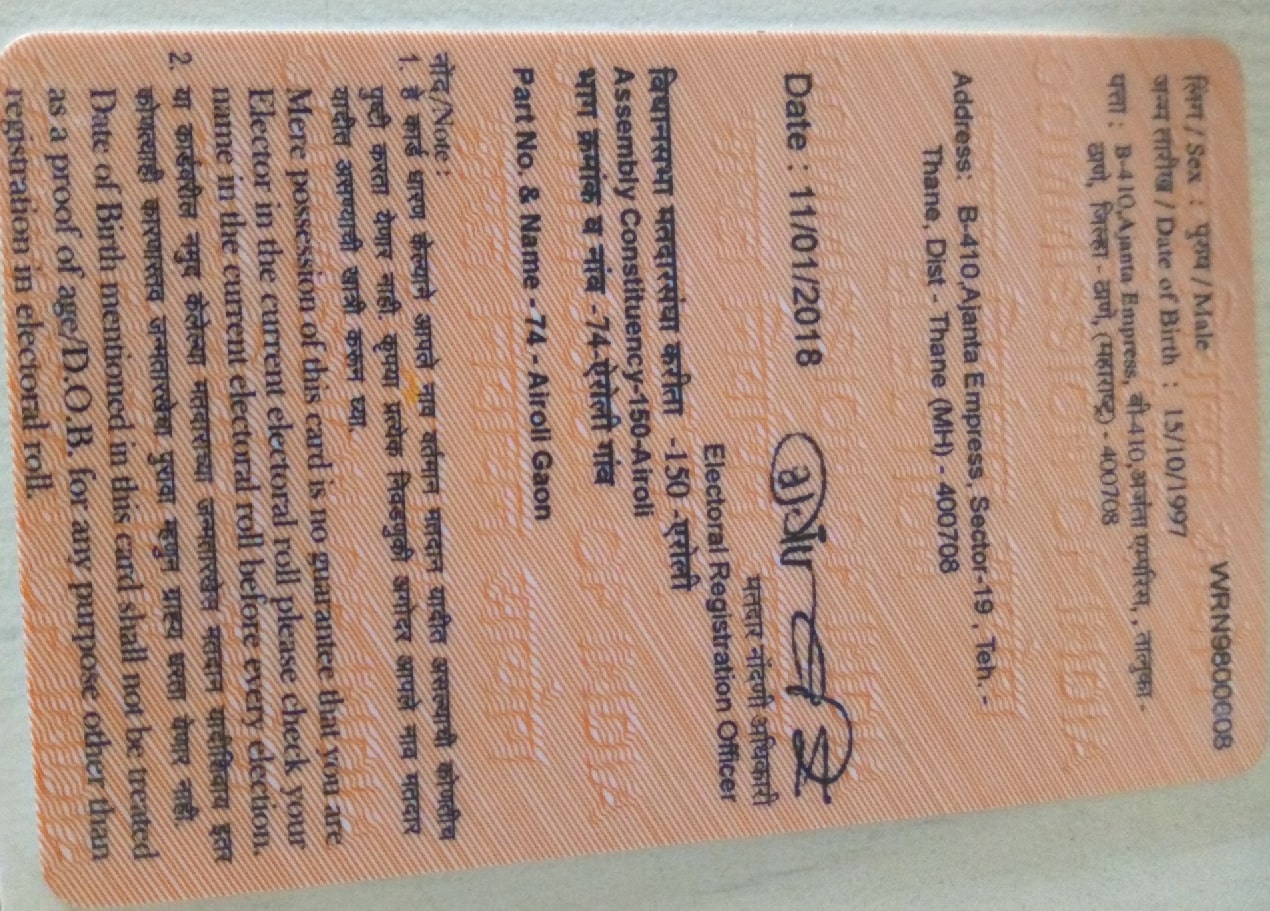 WRN9800608
लिंग / Sex : पुरुष / Male
जन्म तारीख / Date of Birth : 15/10/1997
पत्ता : B-410,Ajanta Empress, बी-410,अजंता एम्प्रेस, , तालुका -
ठाणे, जिल्हा - ठाणे, (महाराष्ट्र) - 400708
Address: B-410,Ajanta Empress, Sector-19 , Teh. -
Thane, Dist - Thane (MH) - 400708
Date : 11/01/2018
मतदार नोंदणी अधिकारी
Electoral Registration Officer
विधानसभा मतदारसंघा करीता -150 -एरोली
Assembly Constituency-150-Airoli
भाग क्रमांक व नांव -74-ऐरोली गांव
Part No. & Name - 74 - Airoli Gaon
नोंद/Note :
1. हे कार्ड धारण केल्याने आपले नाव वर्तमान मतदान यादीत असल्याची कोणतीच
पुष्टी करता येणार नाही. कृपया प्रत्येक निवडणुकी अगोदर आपले नाव मतदार
यादीत असण्याची खात्री करून घ्या.
Mere possession of this card is no guarantee that you are
Elector in the current electoral roll please check your
name in the current electoral roll before every election.
2. या कार्डवरील नमुद केलेल्या मतदाराच्या जन्मतारखेस मतदान यादीशिवाय इतर
कोणत्याही कारणास्तव जन्मतारखेचा पुरावा म्हणून ग्राह्य धरता येणार नाही.
Date of Birth mentioned in this card shall not be treated
as a proof of age/D.O.B. for any purpose other than
registration in electoral roll.